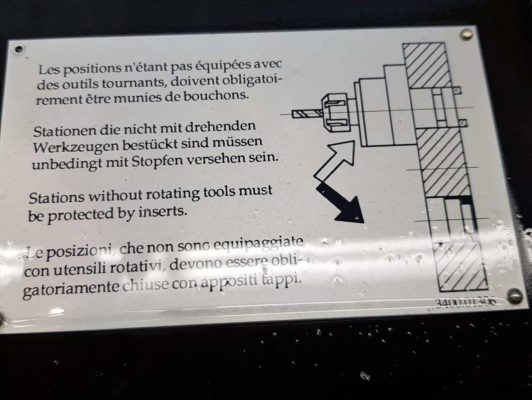 Les positions n'étant pas équipées avec
des outils tournants, doivent obligatoi-
rement être munies de bouchons.
Stationen die nicht mit drehenden
Werkzeugen bestückt sind müssen
unbedingt mit Stopfen versehen sein.
Stations without rotating tools must
be protected by inserts.
Le posizioni, che non sono equipaggiate
con utensili rotativi, devono essere obli-
gatoriamente chiuse con appositi tappi.